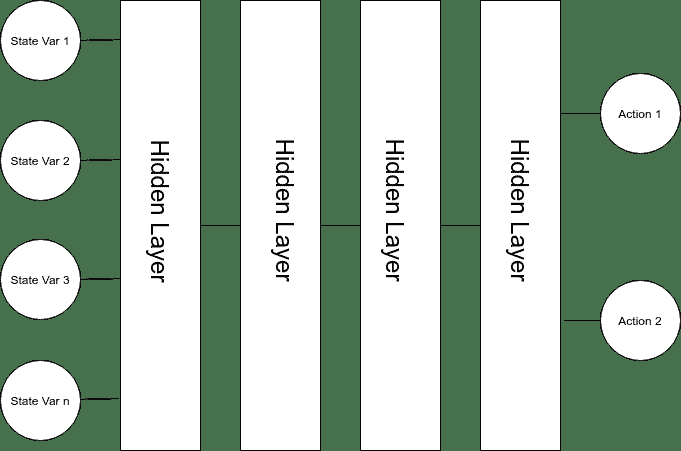 State Var 1
State Var 2
State Var 3
State Var n
Hidden Layer
Hidden Layer
Hidden Layer
Hidden Layer
Action 1
Action 2